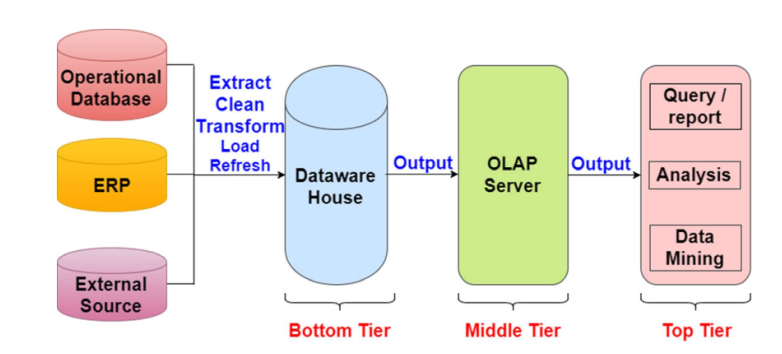 Operational
Database
ERP
External
Source
Extract
Clean
Transform
Load
Refresh
Dataware
House
Output
OLAP
Server
Output
Query /
report
Analysis
Data
Mining
Bottom Tier
Middle Tier
Top Tier